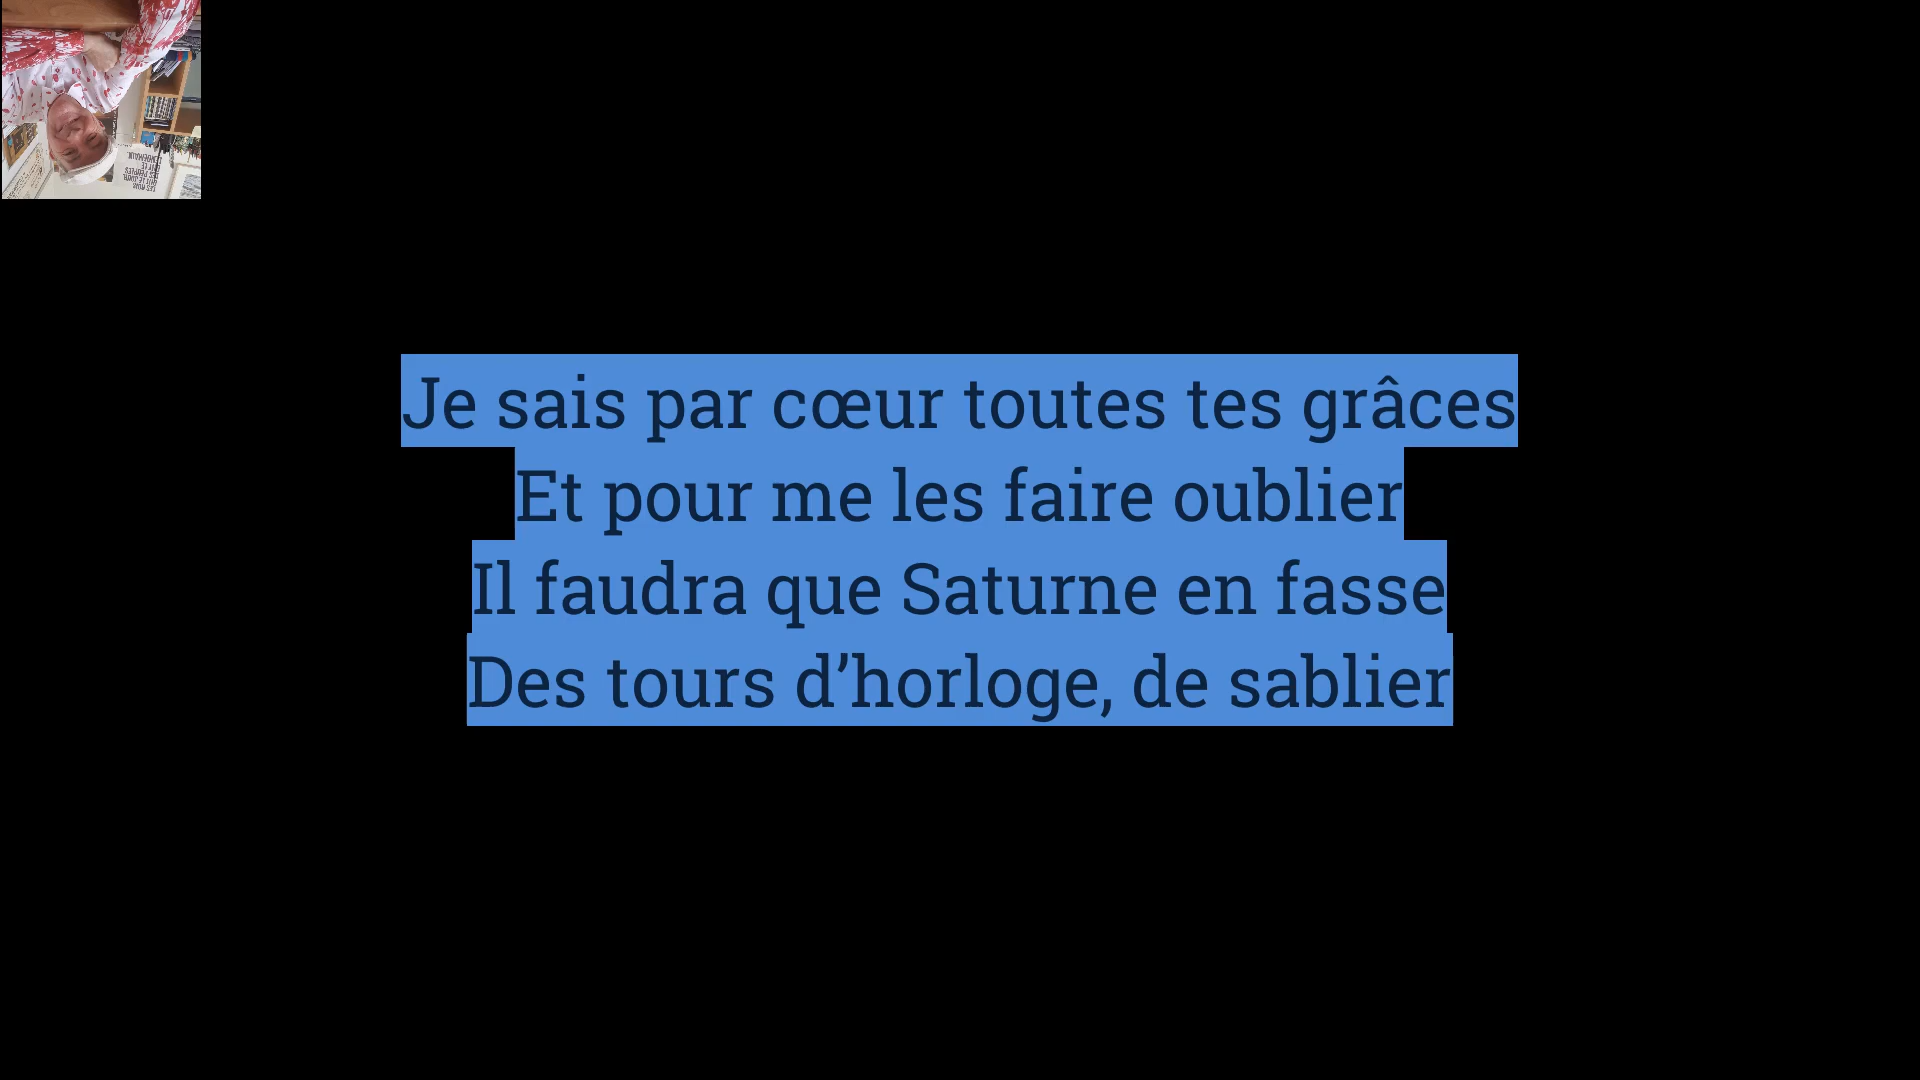 Je sais par cœur toutes tes grâces
Et pour me les faire oublier
Il faudra que Saturne en fasse
Des tours d’horloge, de sablier